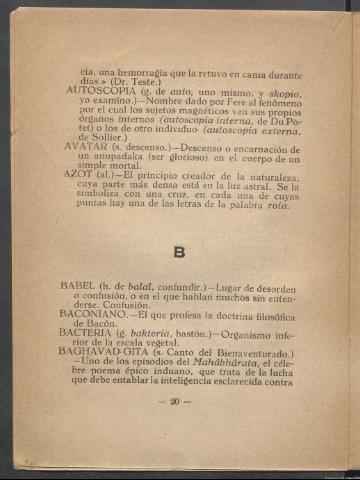 cia, una hemorragia que la retuvo en cama durante
días.» (Dr. Teste.)
AUTOSCOPIA (g. de auto, uno mismo, y skopio,
yo examino.)—Nombre dado por Fere al fenómeno
por el cual los sujetos magnéticos ven sus propios
órganos internos (autoscopia interna, de Du Po-
tet) o los de otro individuo (autoscopia externa,
de Sollier.)
AVATAR (s. descenso.)—Descenso o encarnación de
un anupadaka (ser glorioso) en el cuerpo de un
simple mortal.
AZOT (al.)—El principio creador de la naturaleza,
cuya parte más densa está en la luz astral. Se la
simboliza con una cruz, en cada una de cuyas
puntas hay una de las letras de la palabra rota.
B
BABEL (h. de balal, confundir.)—Lugar de desorden
o confusión, o en el que hablan muchos sin enten-
derse. Confusión.
BACONIANO.—El que profesa la doctrina filosófica
de Bacón.
BACTERIA (g. bakteria, bastón.)—Organismo infe-
rior de la escala vegetal.
BAGHAVAD-GITA (s. Canto del Bienaventurado.)
—Uno de los episodios del Mahâbhârata, el céle-
bre poema épico induano, que trata de la lucha
que debe entablar la inteligencia esclarecida contra
— 20 —